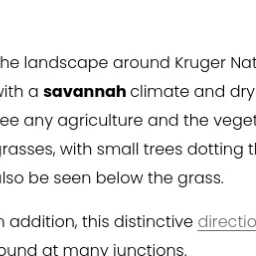 he landscape around Kruger Nat
with a savannah climate and dry
ee any agriculture and the veget
grasses, with small trees dotting t
also be seen below the grass.
n addition, this distinctive directio
ound at many junctions.